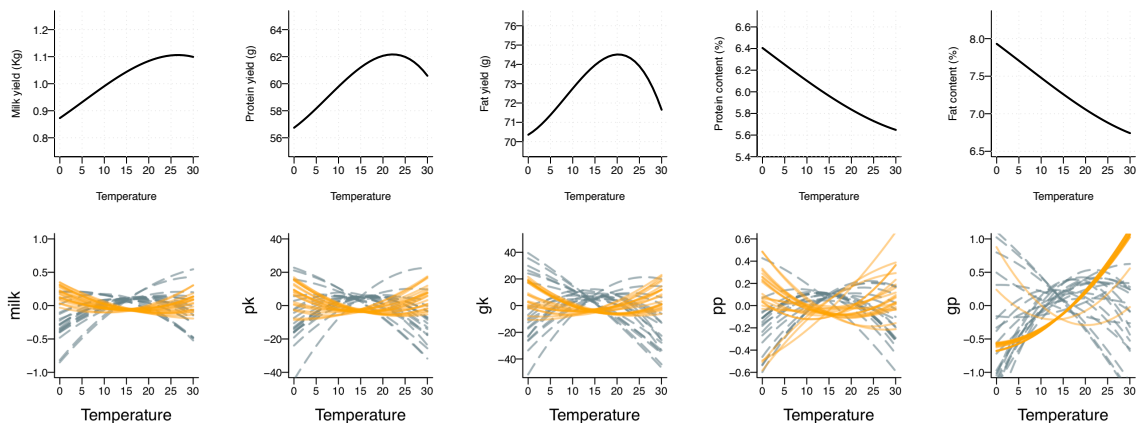 Milk yield (Kg)
1.2
1.1
1.0
0.9
0.8
0 5 10 15 20 25 30
Temperature
Protein yield (g)
64
62
60
58
56
0 5 10 15 20 25 30
Temperature
Fat yield (g)
76
75
74
73
72
71
70
0 5 10 15 20 25 30
Temperature
Protein content (%)
6.6
6.4
6.2
6.0
5.8
5.6
5.4
0 5 10 15 20 25 30
Temperature
Fat content (%)
8.0
7.5
7.0
6.5
0 5 10 15 20 25 30
Temperature
milk
1.0
0.5
0.0
−0.5
−1.0
0 5 10 15 20 25 30
Temperature
pk
40
20
0
−20
−40
0 5 10 15 20 25 30
Temperature
gk
40
20
0
−20
−40
0 5 10 15 20 25 30
Temperature
pp
0.6
0.4
0.2
0.0
−0.2
−0.4
−0.6
0 5 10 15 20 25 30
Temperature
gp
1.0
0.5
0.0
−0.5
−1.0
0 5 10 15 20 25 30
Temperature